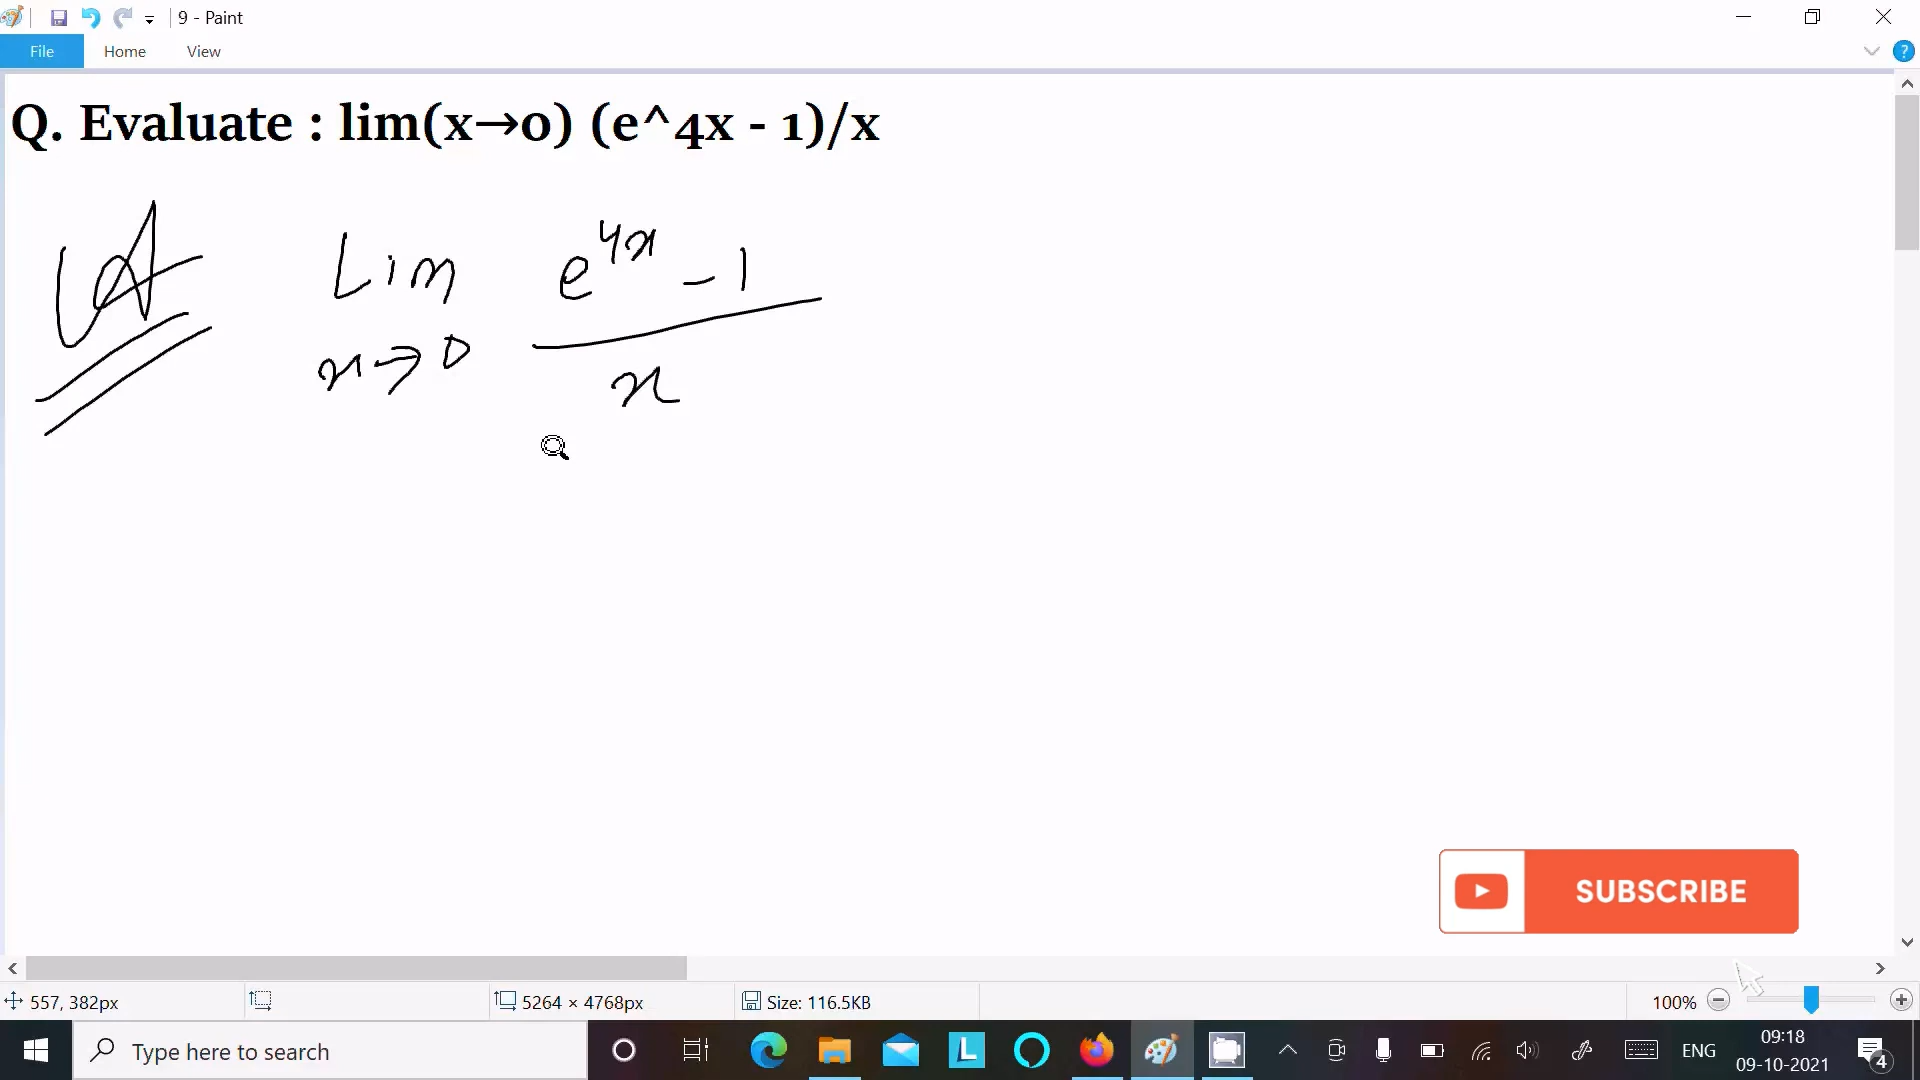 9 - Paint
File Home View
Q. Evaluate : lim(x→0) (e^4x - 1)/x
Lim e^4x - 1
x→0 x
SUBSCRIBE
557, 382px 5264 × 4768px Size: 116.5KB 100%
Type here to search L ENG 09:18
09-10-2021 4